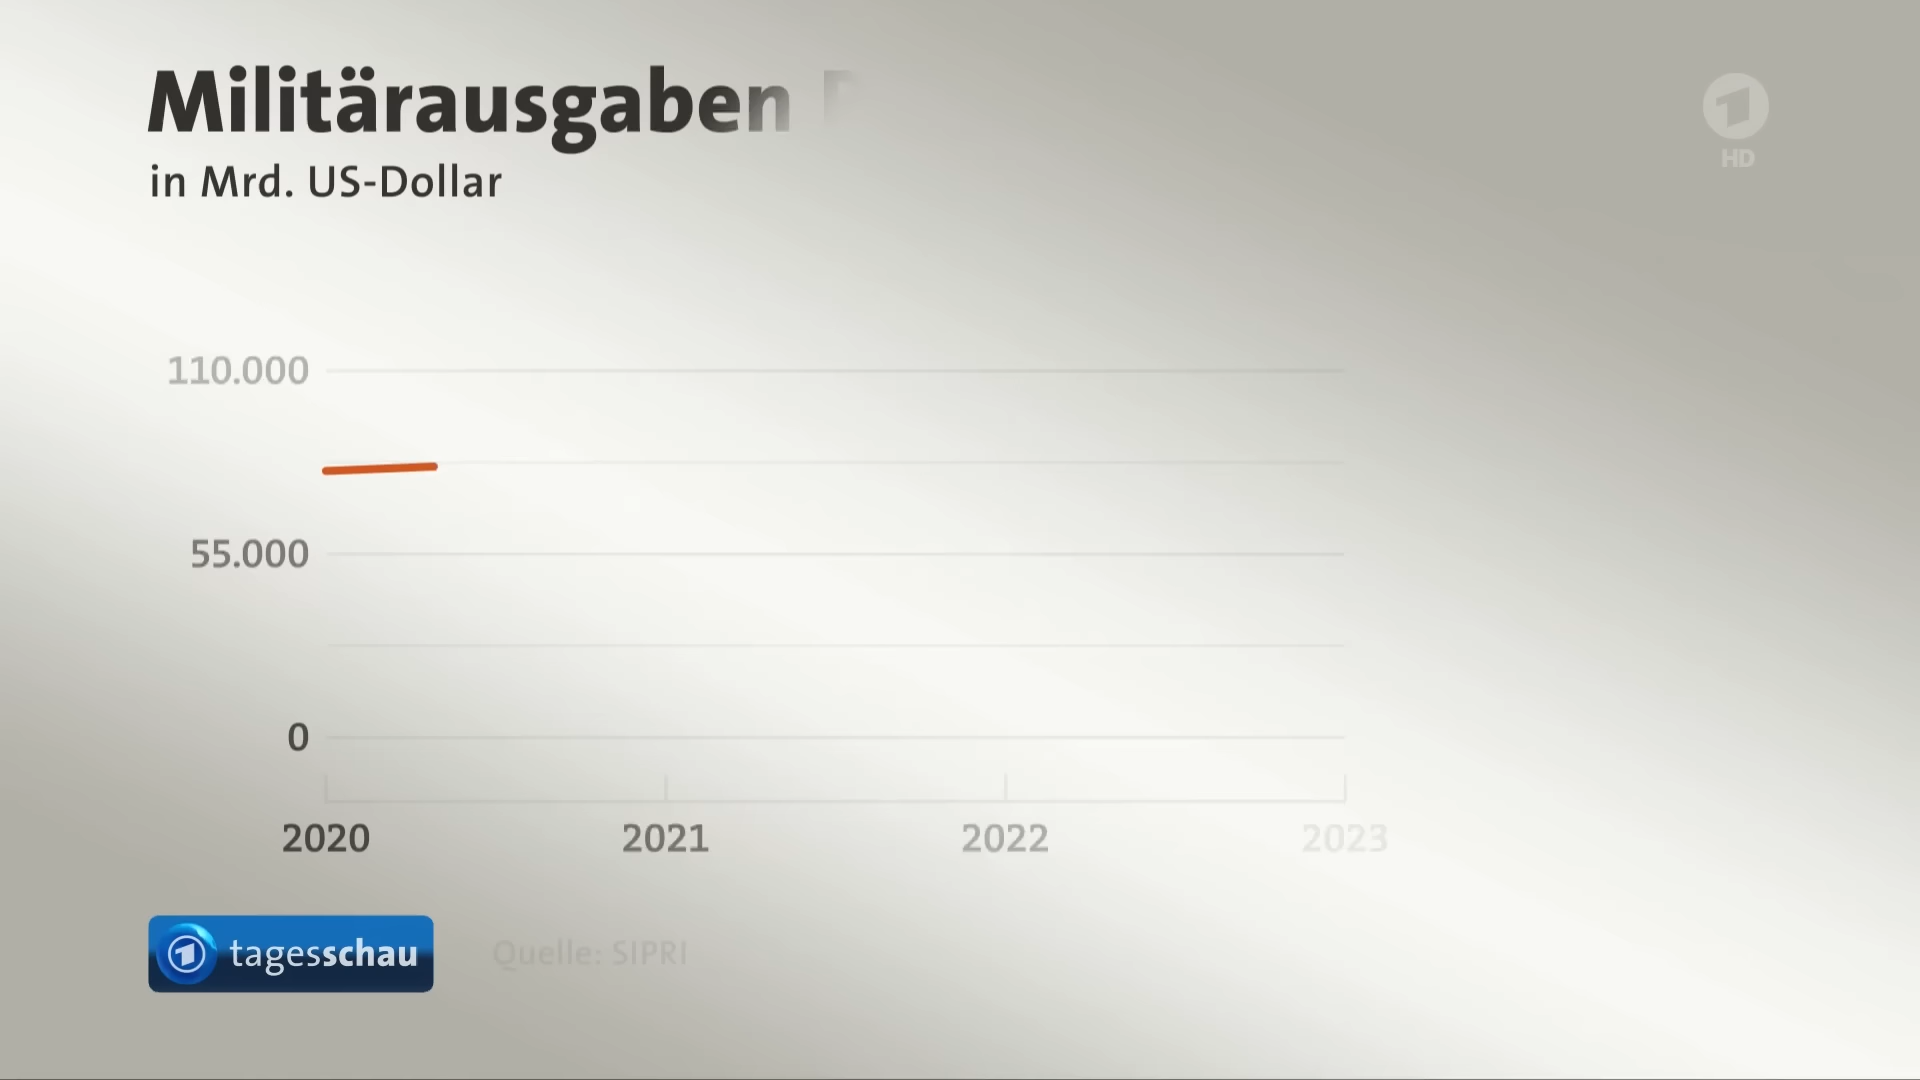 Militärausgaben
in Mrd. US-Dollar
HD
110.000
55.000
0
2020 2021 2022 2023
tagesschau
Quelle: SIPRI